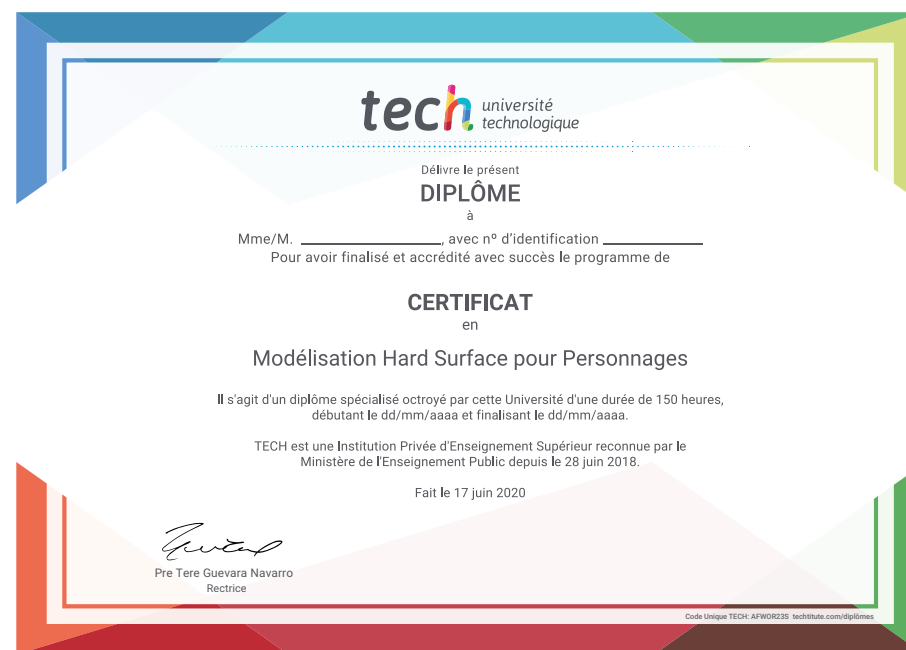 tech université
technologique
Délivre le présent
DIPLÔME
à
Mme/M. ____________________, avec nº d'identification ______________
Pour avoir finalisé et accrédité avec succès le programme de
CERTIFICAT
en
Modélisation Hard Surface pour Personnages
Il s'agit d'un diplôme spécialisé octroyé par cette Université d'une durée de 150 heures,
débutant le dd/mm/aaaa et finalisant le dd/mm/aaaa.
TECH est une Institution Privée d'Enseignement Supérieur reconnue par le
Ministère de l'Enseignement Public depuis le 28 juin 2018.
Fait le 17 juin 2020
Pre Tere Guevara Navarro
Rectrice
Code Unique TECH: AFWOR23S techtitute.com/diplômes